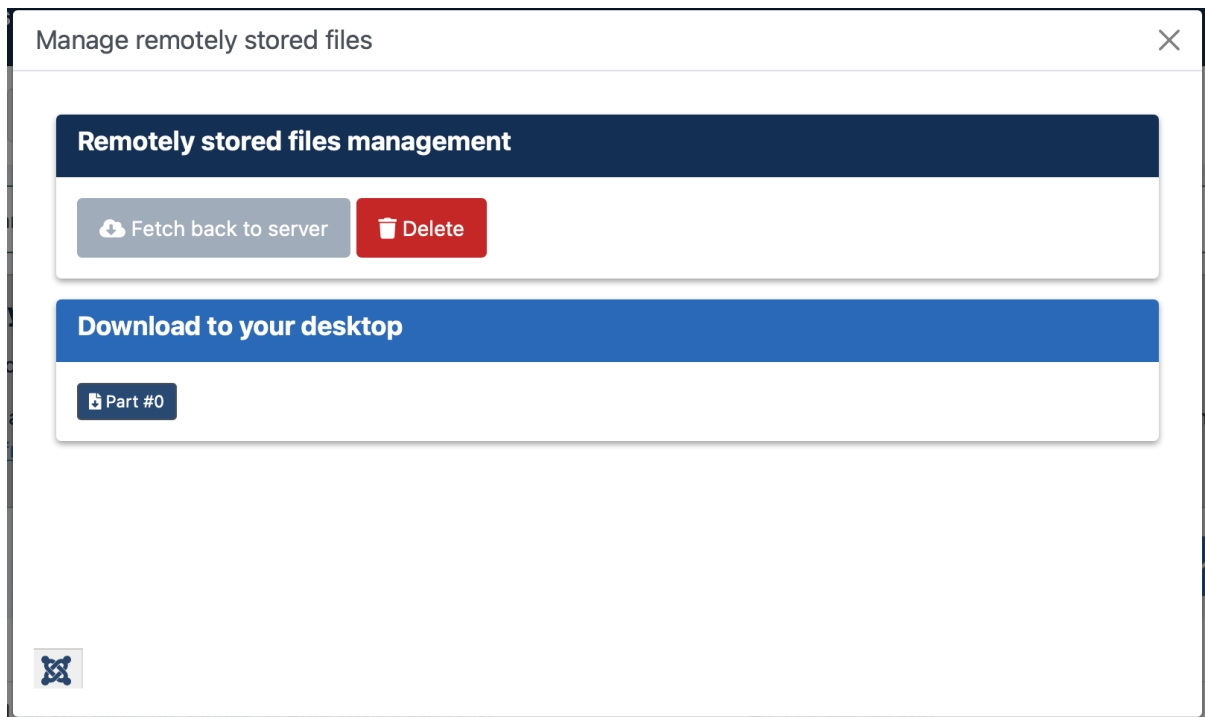 Manage remotely stored files
Remotely stored files management
Fetch back to server
Delete
Download to your desktop
Part #0